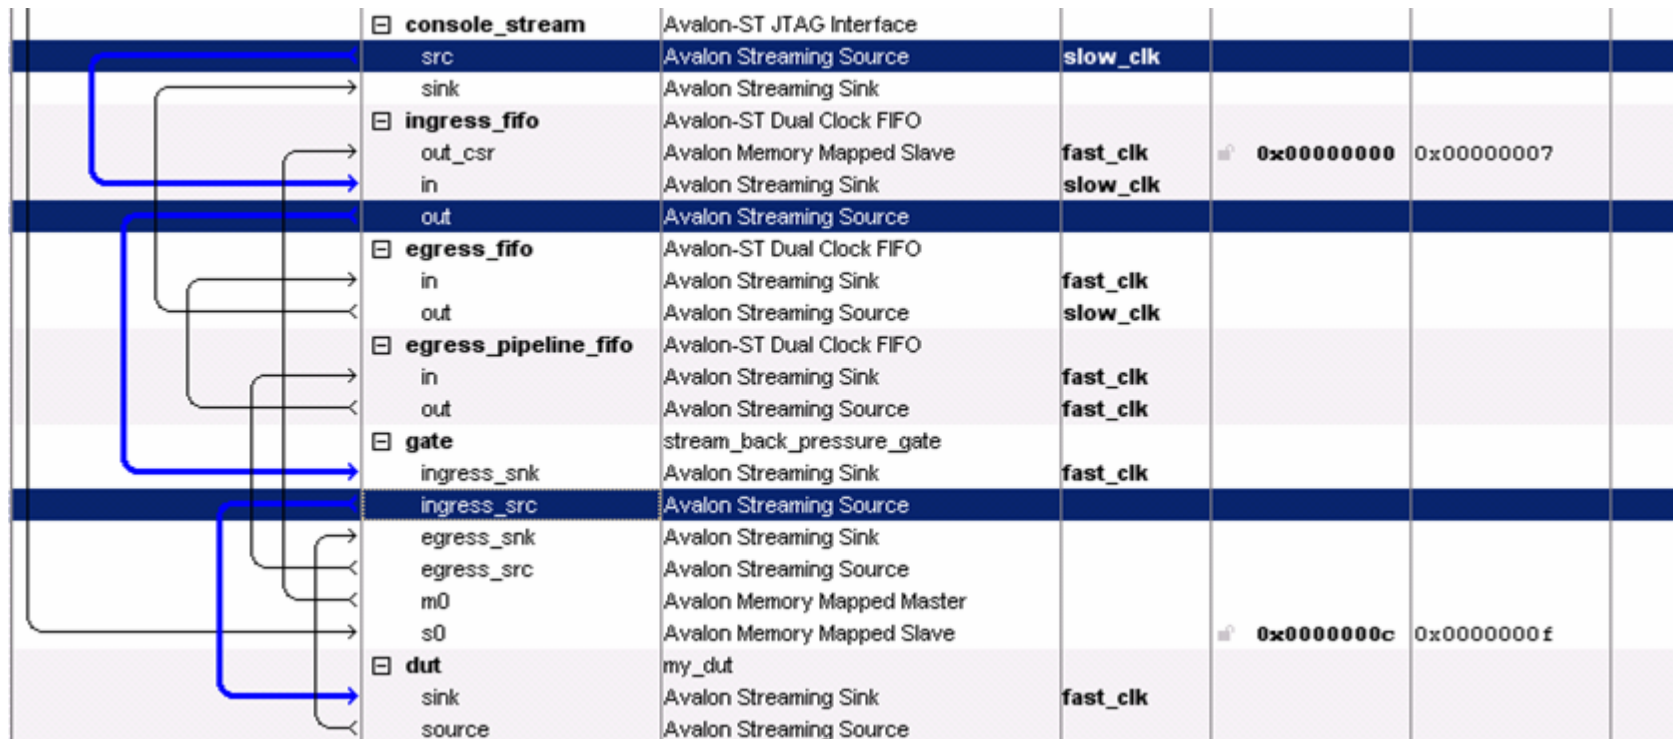 console_stream Avalon-ST JTAG Interface
src Avalon Streaming Source slow_clk
sink Avalon Streaming Sink
ingress_fifo Avalon-ST Dual Clock FIFO
out_csr Avalon Memory Mapped Slave fast_clk 0x00000000 0x00000007
in Avalon Streaming Sink slow_clk
out Avalon Streaming Source
egress_fifo Avalon-ST Dual Clock FIFO
in Avalon Streaming Sink fast_clk
out Avalon Streaming Source slow_clk
egress_pipeline_fifo Avalon-ST Dual Clock FIFO
in Avalon Streaming Sink fast_clk
out Avalon Streaming Source fast_clk
gate stream_back_pressure_gate
ingress_snk Avalon Streaming Sink fast_clk
ingress_src Avalon Streaming Source
egress_snk Avalon Streaming Sink
egress_src Avalon Streaming Source
m0 Avalon Memory Mapped Master
s0 Avalon Memory Mapped Slave 0x0000000c 0x0000000f
dut my_dut
sink Avalon Streaming Sink fast_clk
source Avalon Streaming Source